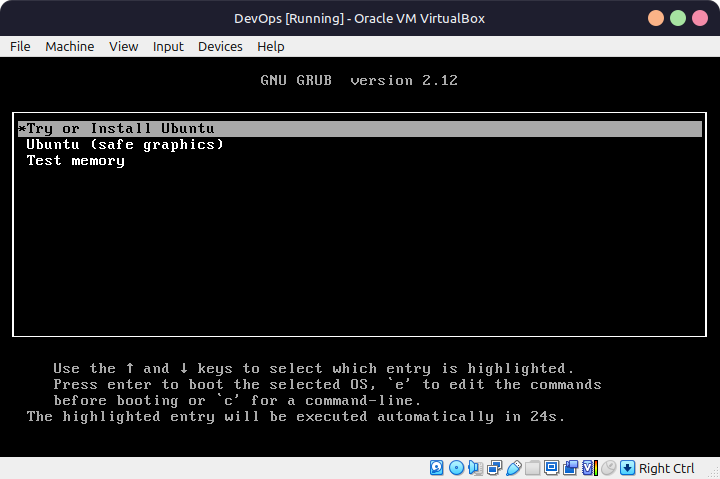 DevOps [Running] - Oracle VM VirtualBox
File Machine View Input Devices Help
GNU GRUB version 2.12
*Try or Install Ubuntu
Ubuntu (safe graphics)
Test memory
Use the ↑ and ↓ keys to select which entry is highlighted.
Press enter to boot the selected OS, `e' to edit the commands
before booting or `c' for a command-line.
The highlighted entry will be executed automatically in 24s.
Right Ctrl